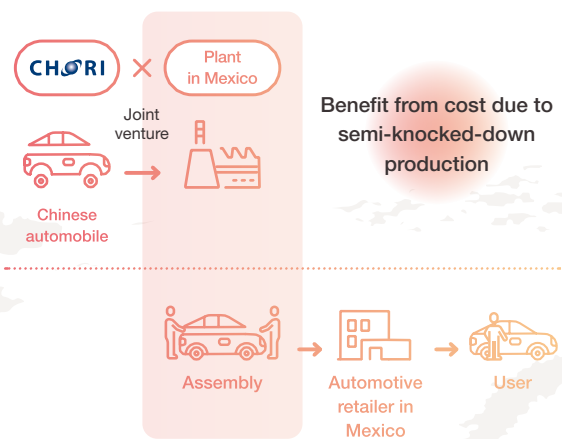 CHORI
Plant
in Mexico
Joint
venture
Benefit from cost due to
semi-knocked-down
production
Chinese
automobile
Assembly
Automotive
retailer in
Mexico
User